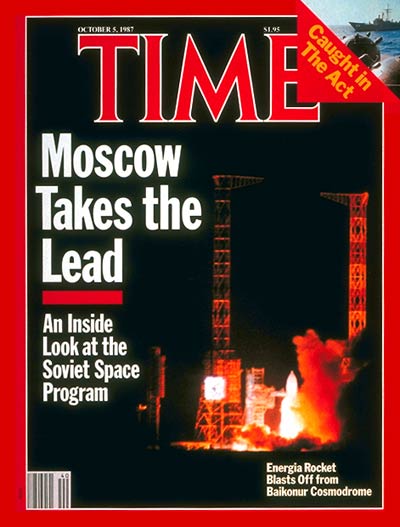 OCTOBER 5, 1987
$1.95
TIME
Caught in
The Act
Moscow
Takes the
Lead
An Inside
Look at the
Soviet Space
Program
Energia Rocket
Blasts Off from
Baikonur Cosmodrome
40